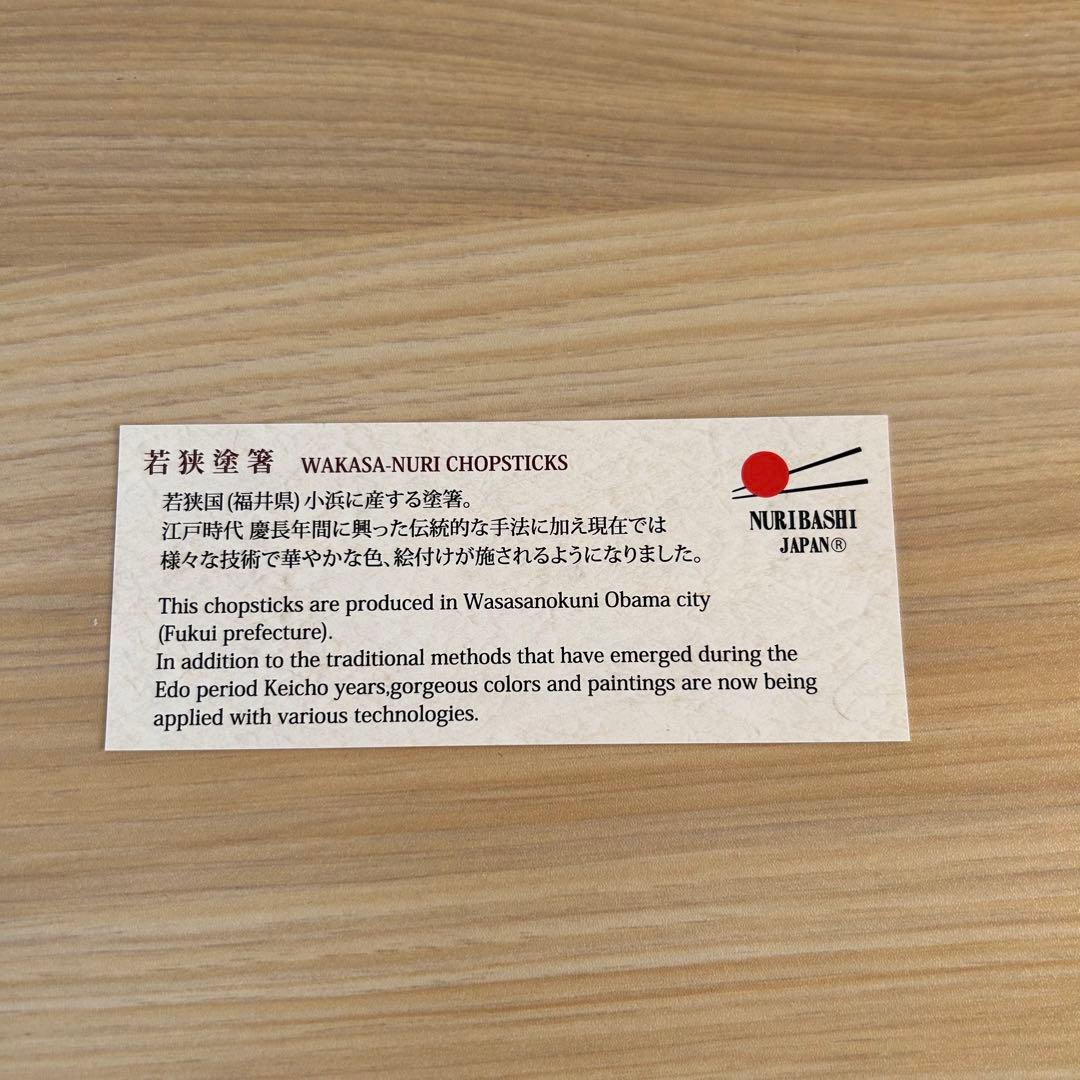 若狭塗箸 WAKASA-NURI CHOPSTICKS
若狭国(福井県)小浜に産する塗箸。
江戸時代 慶長年間に興った伝統的な手法に加え現在では
様々な技術で華やかな色、絵付けが施されるようになりました。
NURIBASHI
JAPAN®
This chopsticks are produced in Wasasanokuni Obama city
(Fukui prefecture).
In addition to the traditional methods that have emerged during the
Edo period Keicho years,gorgeous colors and paintings are now being
applied with various technologies.